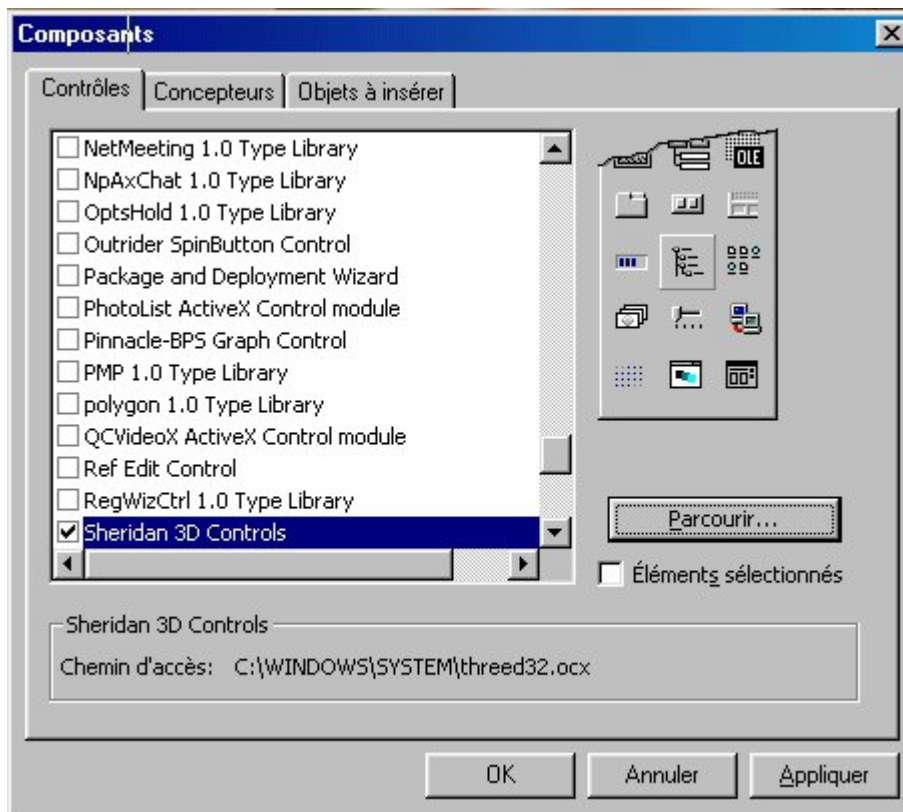 Composants
Contrôles Concepteurs Objets à insérer
NetMeeting 1.0 Type Library
NpAxChat 1.0 Type Library
OptsHold 1.0 Type Library
Outrider SpinButton Control
Package and Deployment Wizard
PhotoList ActiveX Control module
Pinnacle-BPS Graph Control
PMP 1.0 Type Library
polygon 1.0 Type Library
QCVideoX ActiveX Control module
Ref Edit Control
RegWizCtrl 1.0 Type Library
Sheridan 3D Controls
OLE
Parcourir...
Éléments sélectionnés
Sheridan 3D Controls
Chemin d'accès: C:\WINDOWS\SYSTEM\threed32.ocx
OK Annuler Appliquer